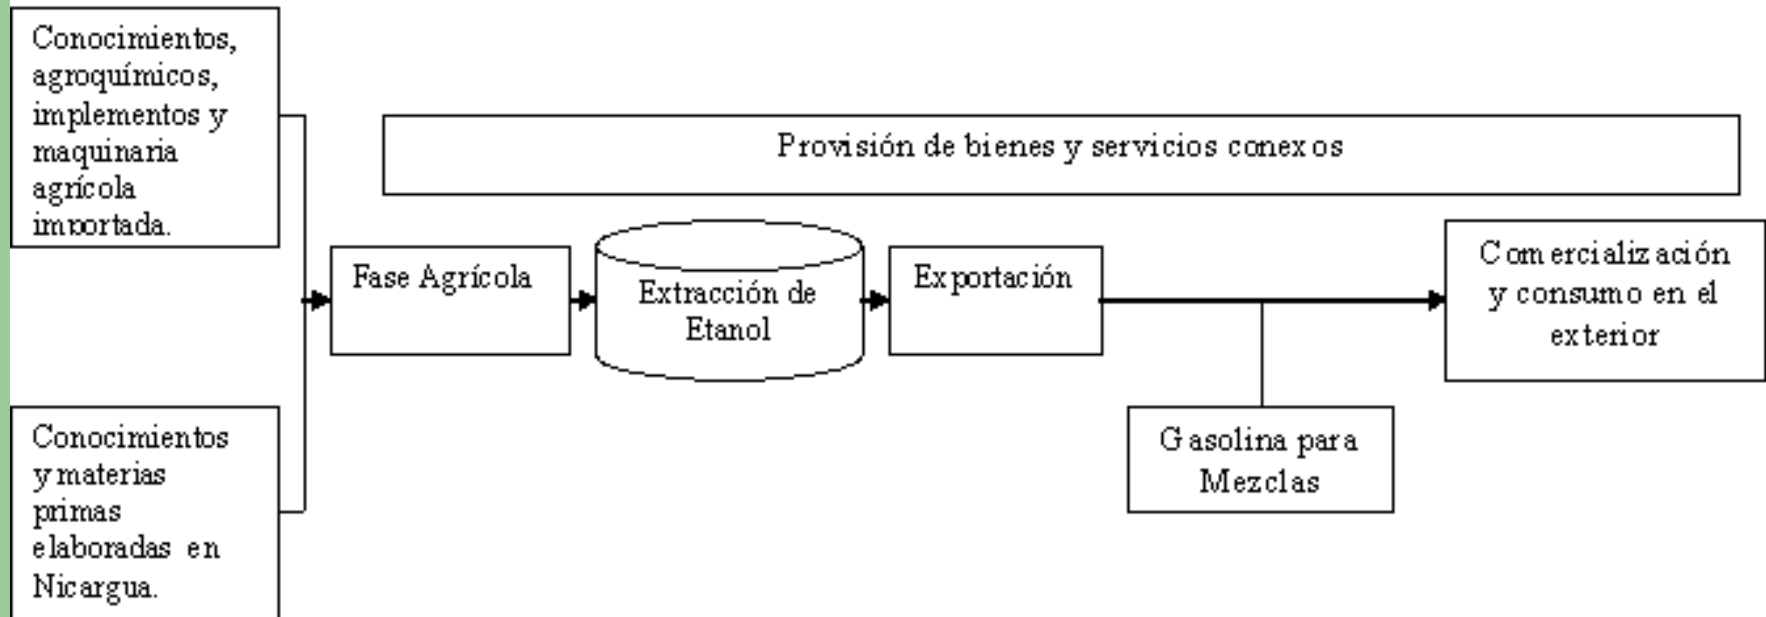 Conocimientos,
agroquímicos,
implementos y
maquinaria
agrícola
importada.
Provisión de bienes y servicios conexos
Fase Agrícola
Extracción de
Etanol
Exportación
Comercialización
y consumo en el
exterior
Conocimientos
y materias
primas
elaboradas en
Nicargua.
Gasolina para
Mezclas